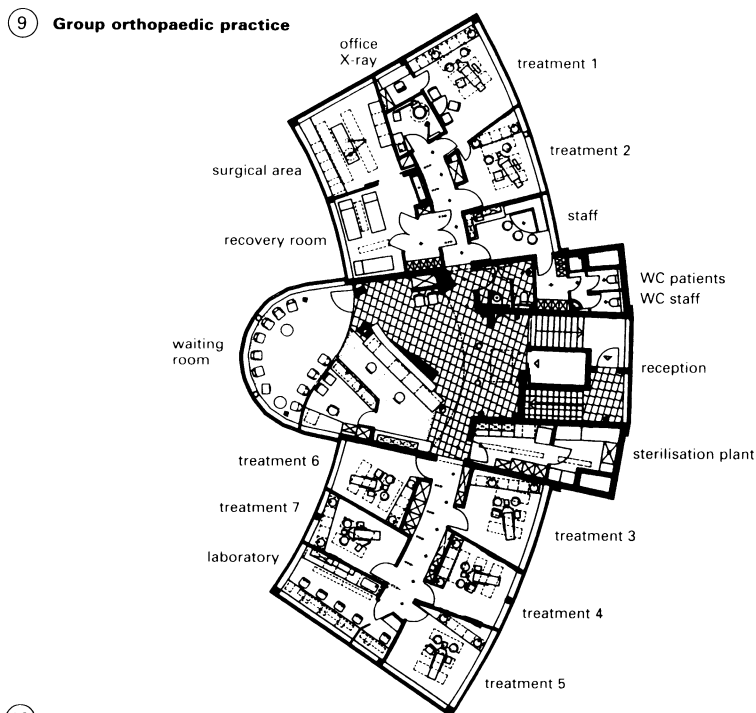 9 Group orthopaedic practice
office
X-ray
treatment 1
treatment 2
surgical area
staff
recovery room
WC patients
WC staff
waiting
room
reception
treatment 6
sterilisation plant
treatment 7
treatment 3
laboratory
treatment 4
treatment 5